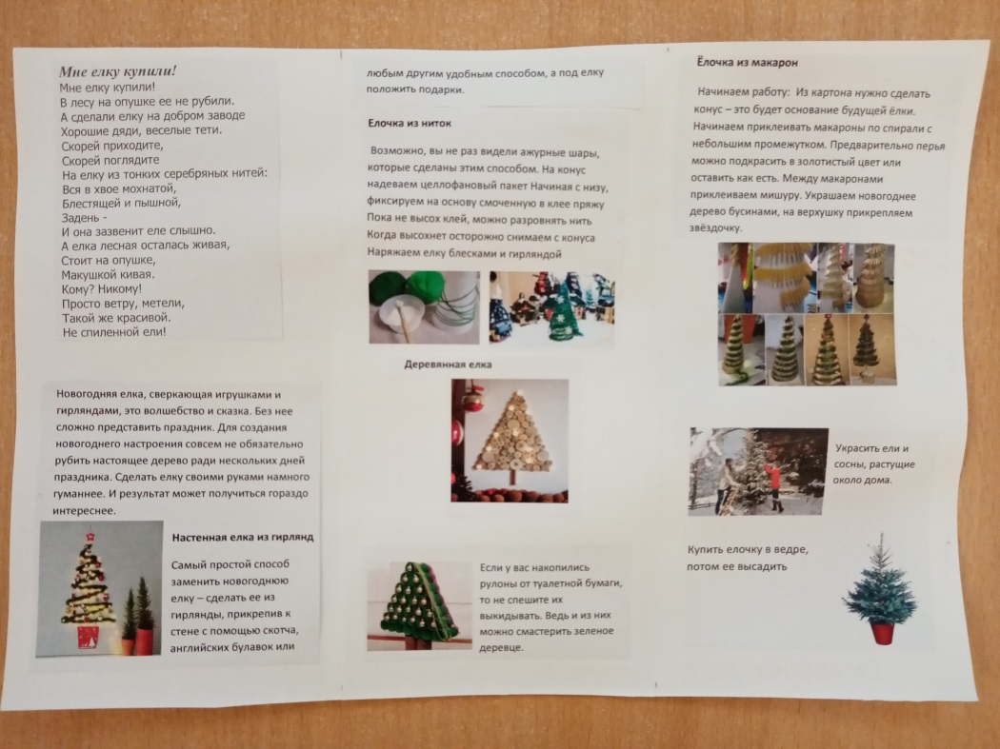 Мне елку купили!
Мне елку купили!
В лесу на опушке ее не рубили.
А сделали елку на добром заводе
Хорошие дяди, веселые тети.
Скорей приходите,
Скорей поглядите
На елку из тонких серебряных нитей:
Вся в хвое мохнатой,
Блестящей и пышной,
Задень -
И она зазвенит еле слышно.
А елка лесная осталась живая,
Стоит на опушке,
Макушкой кивая.
Кому? Никому!
Просто ветру, метели,
Такой же красивой.
Не спиленной ели!
Новогодняя елка, сверкающая игрушками и
гирляндами, это волшебство и сказка. Без нее
сложно представить праздник. Для создания
новогоднего настроения совсем не обязательно
рубить настоящее дерево ради нескольких дней
праздника. Сделать елку своими руками намного
гуманнее. И результат может получиться гораздо
интереснее.
Настенная елка из гирлянд
Самый простой способ
заменить новогоднюю
елку – сделать ее из
гирлянды, прикрепив к
стене с помощью скотча,
английских булавок или
любым другим удобным способом, а под елку
положить подарки.
Елочка из ниток
Возможно, вы не раз видели ажурные шары,
которые сделаны этим способом. На конус
надеваем целлофановый пакет Начиная с низу,
фиксируем на основу смоченную в клее пряжу
Пока не высох клей, можно разровнять нить
Когда высохнет осторожно снимаем с конуса
Наряжаем елку блесками и гирляндой
Деревянная елка
Если у вас накопились
рулоны от туалетной бумаги,
то не спешите их
выкидывать. Ведь и из них
можно смастерить зеленое
деревце.
Ёлочка из макарон
Начинаем работу: Из картона нужно сделать
конус – это будет основание будущей ёлки.
Начинаем приклеивать макароны по спирали с
небольшим промежутком. Предварительно перья
можно подкрасить в золотистый цвет или
оставить как есть. Между макаронами
приклеиваем мишуру. Украшаем новогоднее
дерево бусинами, на верхушку прикрепляем
звёздочку.
Украсить ели и
сосны, растущие
около дома.
Купить елочку в ведре,
потом ее высадить